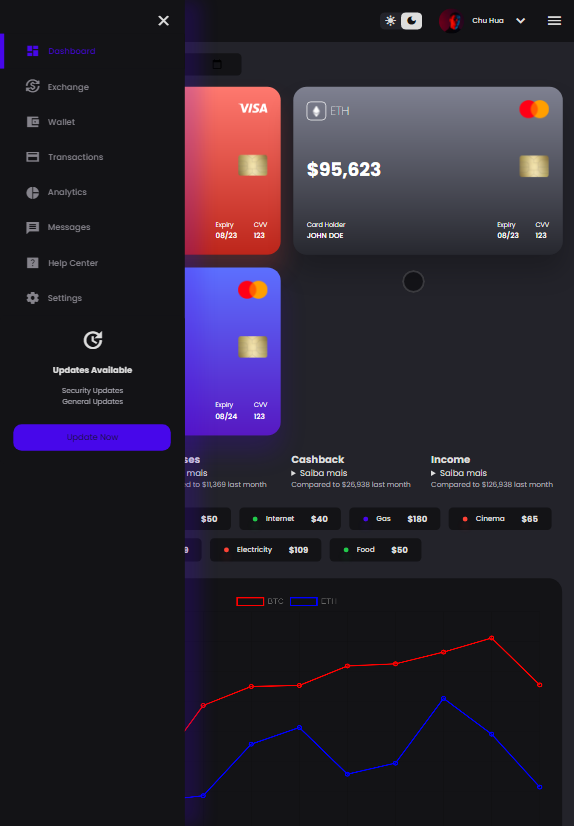 Chu Hua
Dashboard
Exchange
Wallet
Transactions
Analytics
Messages
Help Center
Settings
Updates Available
Security Updates
General Updates
Update Now
VISA
Expiry CVV
08/23 123
ETH
$95,623
Card Holder Expiry CVV
JOHN DOE 08/23 123
Expiry CVV
08/24 123
ses Cashback Income
mais Saiba mais Saiba mais
ed to $11,369 last month Compared to $26,938 last month Compared to $126,938 last month
$50 Internet $40 Gas $180 Cinema $65
9 Electricity $109 Food $50
BTC ETH